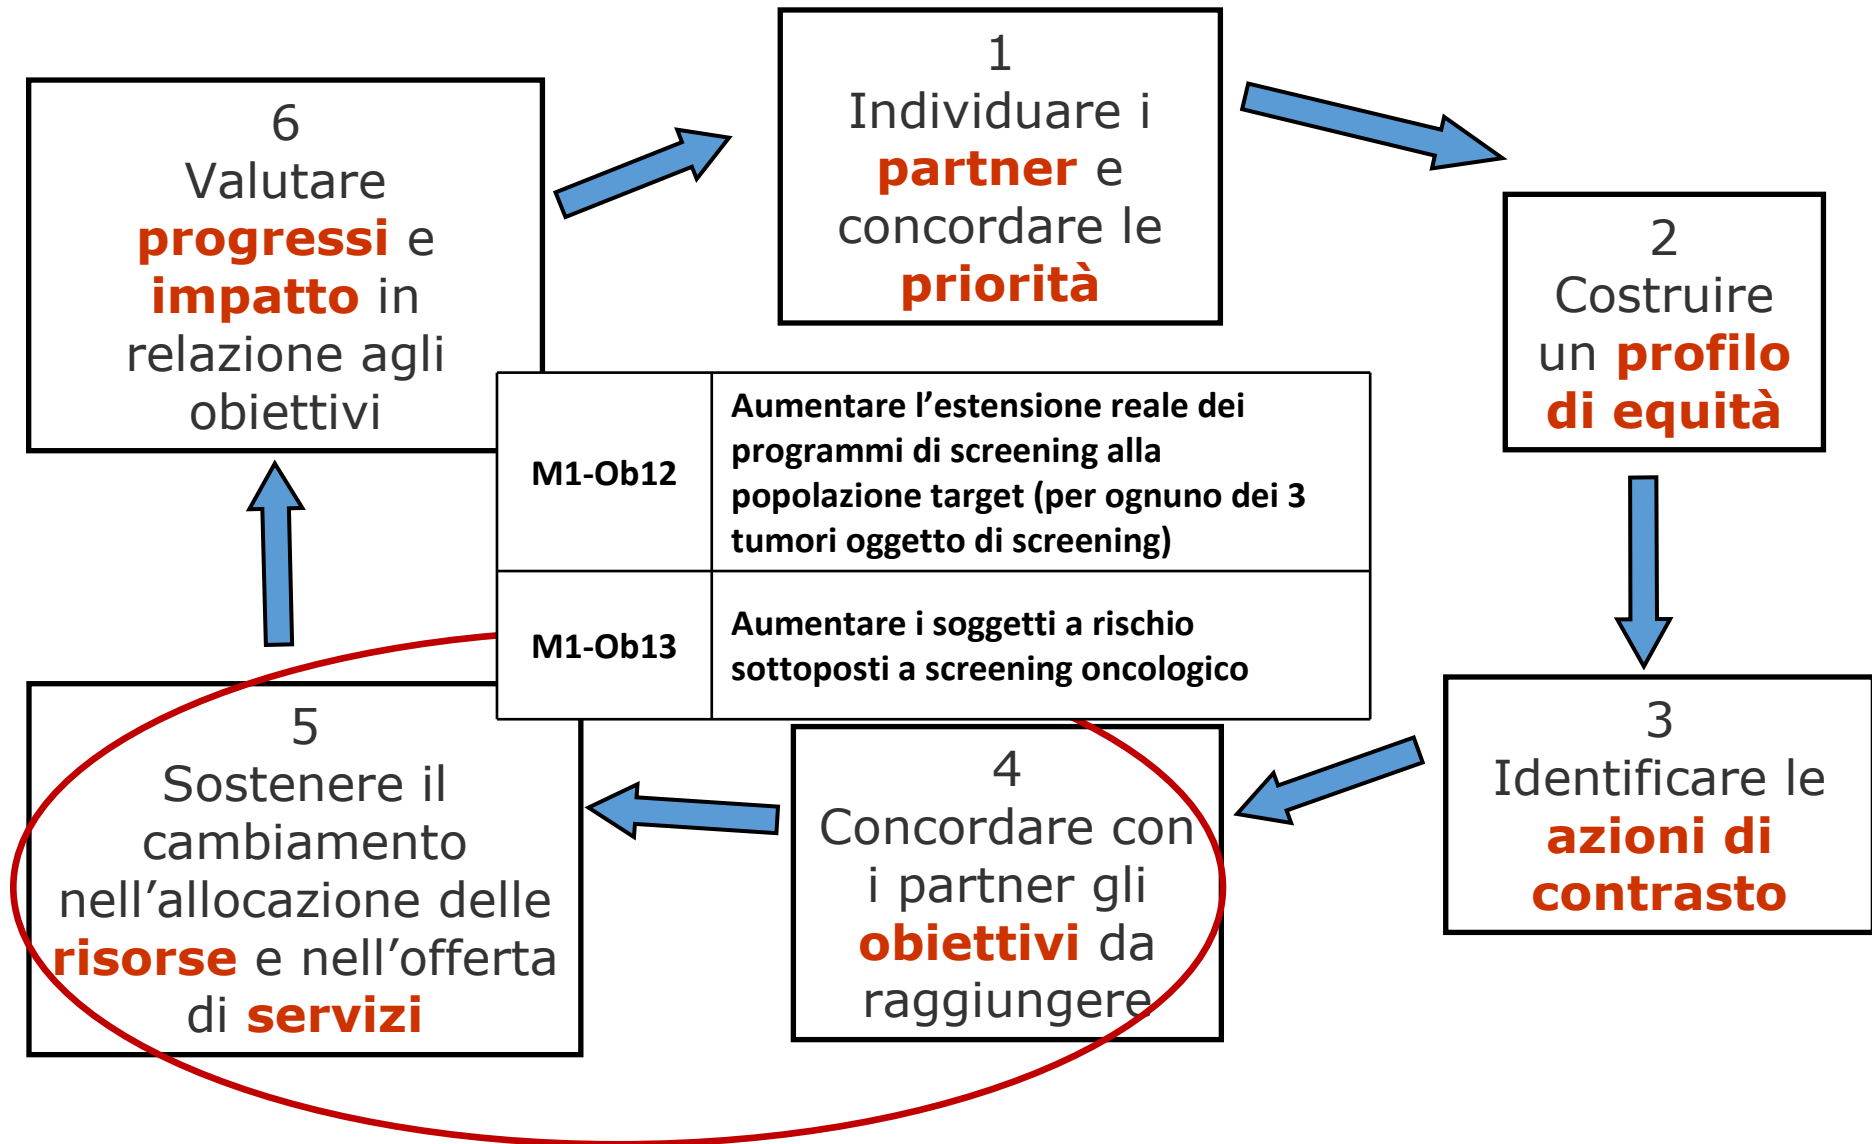 1
Individuare i
partner e
concordare le
priorità
2
Costruire
un profilo
di equità
3
Identificare le
azioni di
contrasto
4
Concordare con
i partner gli
obiettivi da
raggiungere
5
Sostenere il
cambiamento
nell’allocazione delle
risorse e nell’offerta
di servizi
6
Valutare
progressi e
impatto in
relazione agli
obiettivi
M1-Ob12
Aumentare l’estensione reale dei
programmi di screening alla
popolazione target (per ognuno dei 3
tumori oggetto di screening)
M1-Ob13
Aumentare i soggetti a rischio
sottoposti a screening oncologico